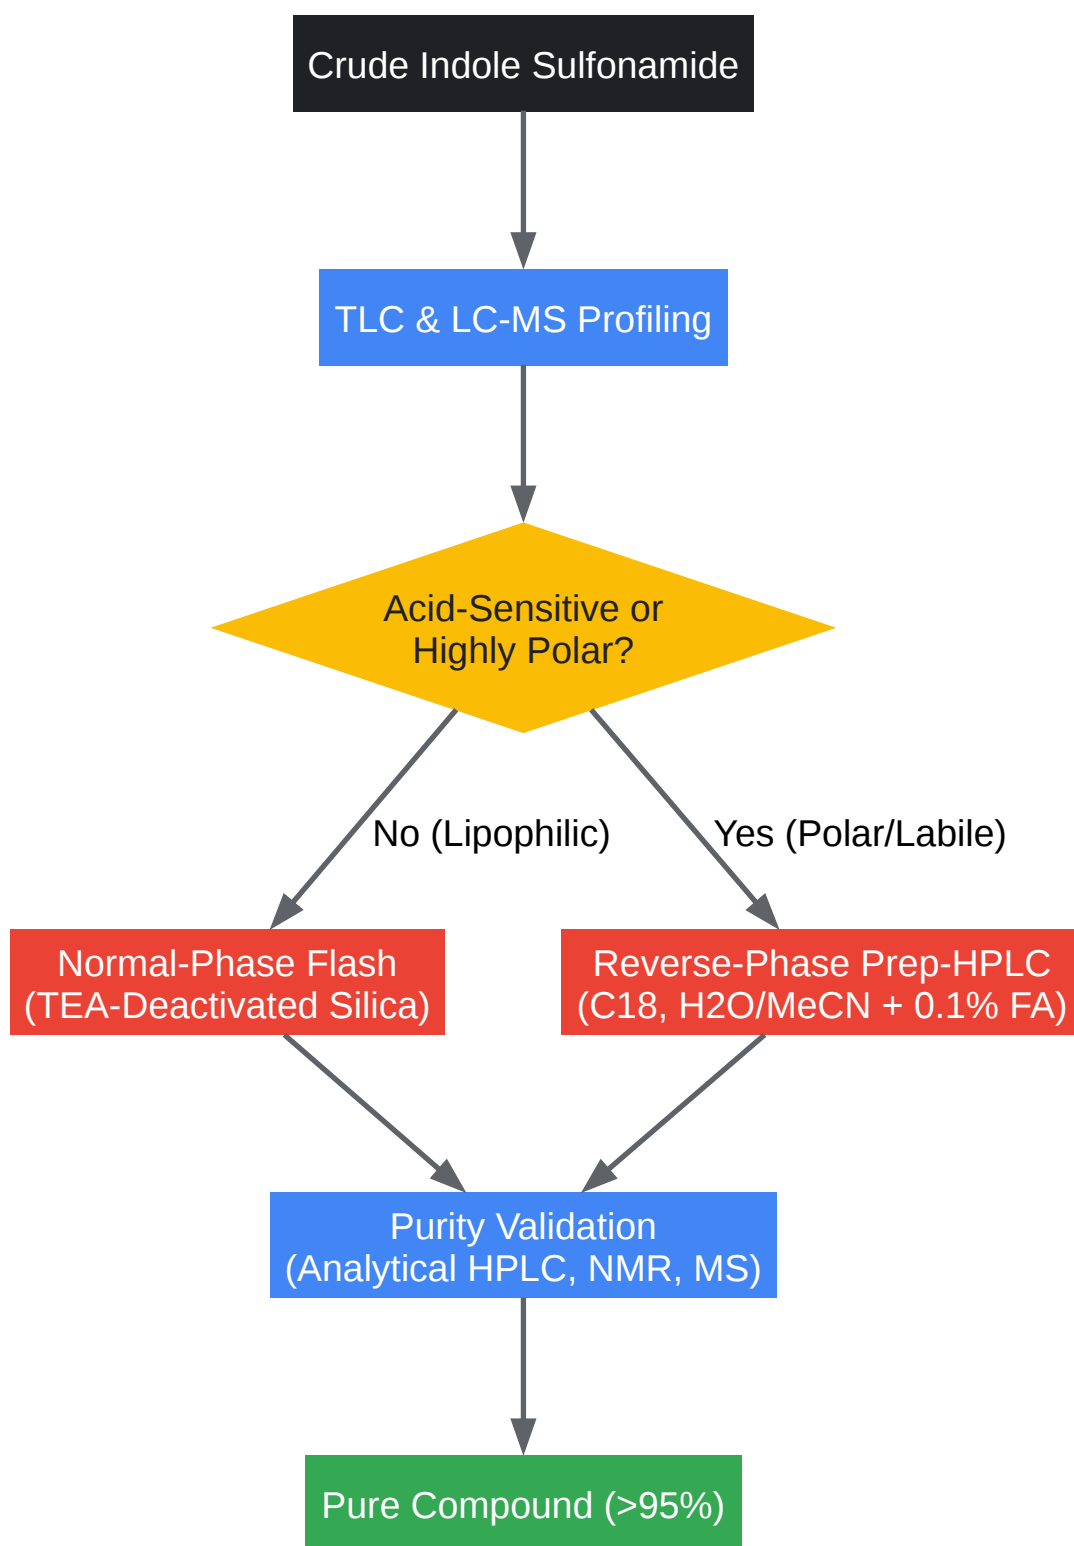 Crude Indole Sulfonamide
TLC & LC-MS Profiling
Acid-Sensitive or
Highly Polar?
No (Lipophilic)
Yes (Polar/Labile)
Normal-Phase Flash
(TEA-Deactivated Silica)
Reverse-Phase Prep-HPLC
(C18, H2O/MeCN + 0.1% FA)
Purity Validation
(Analytical HPLC, NMR, MS)
Pure Compound (>95%)